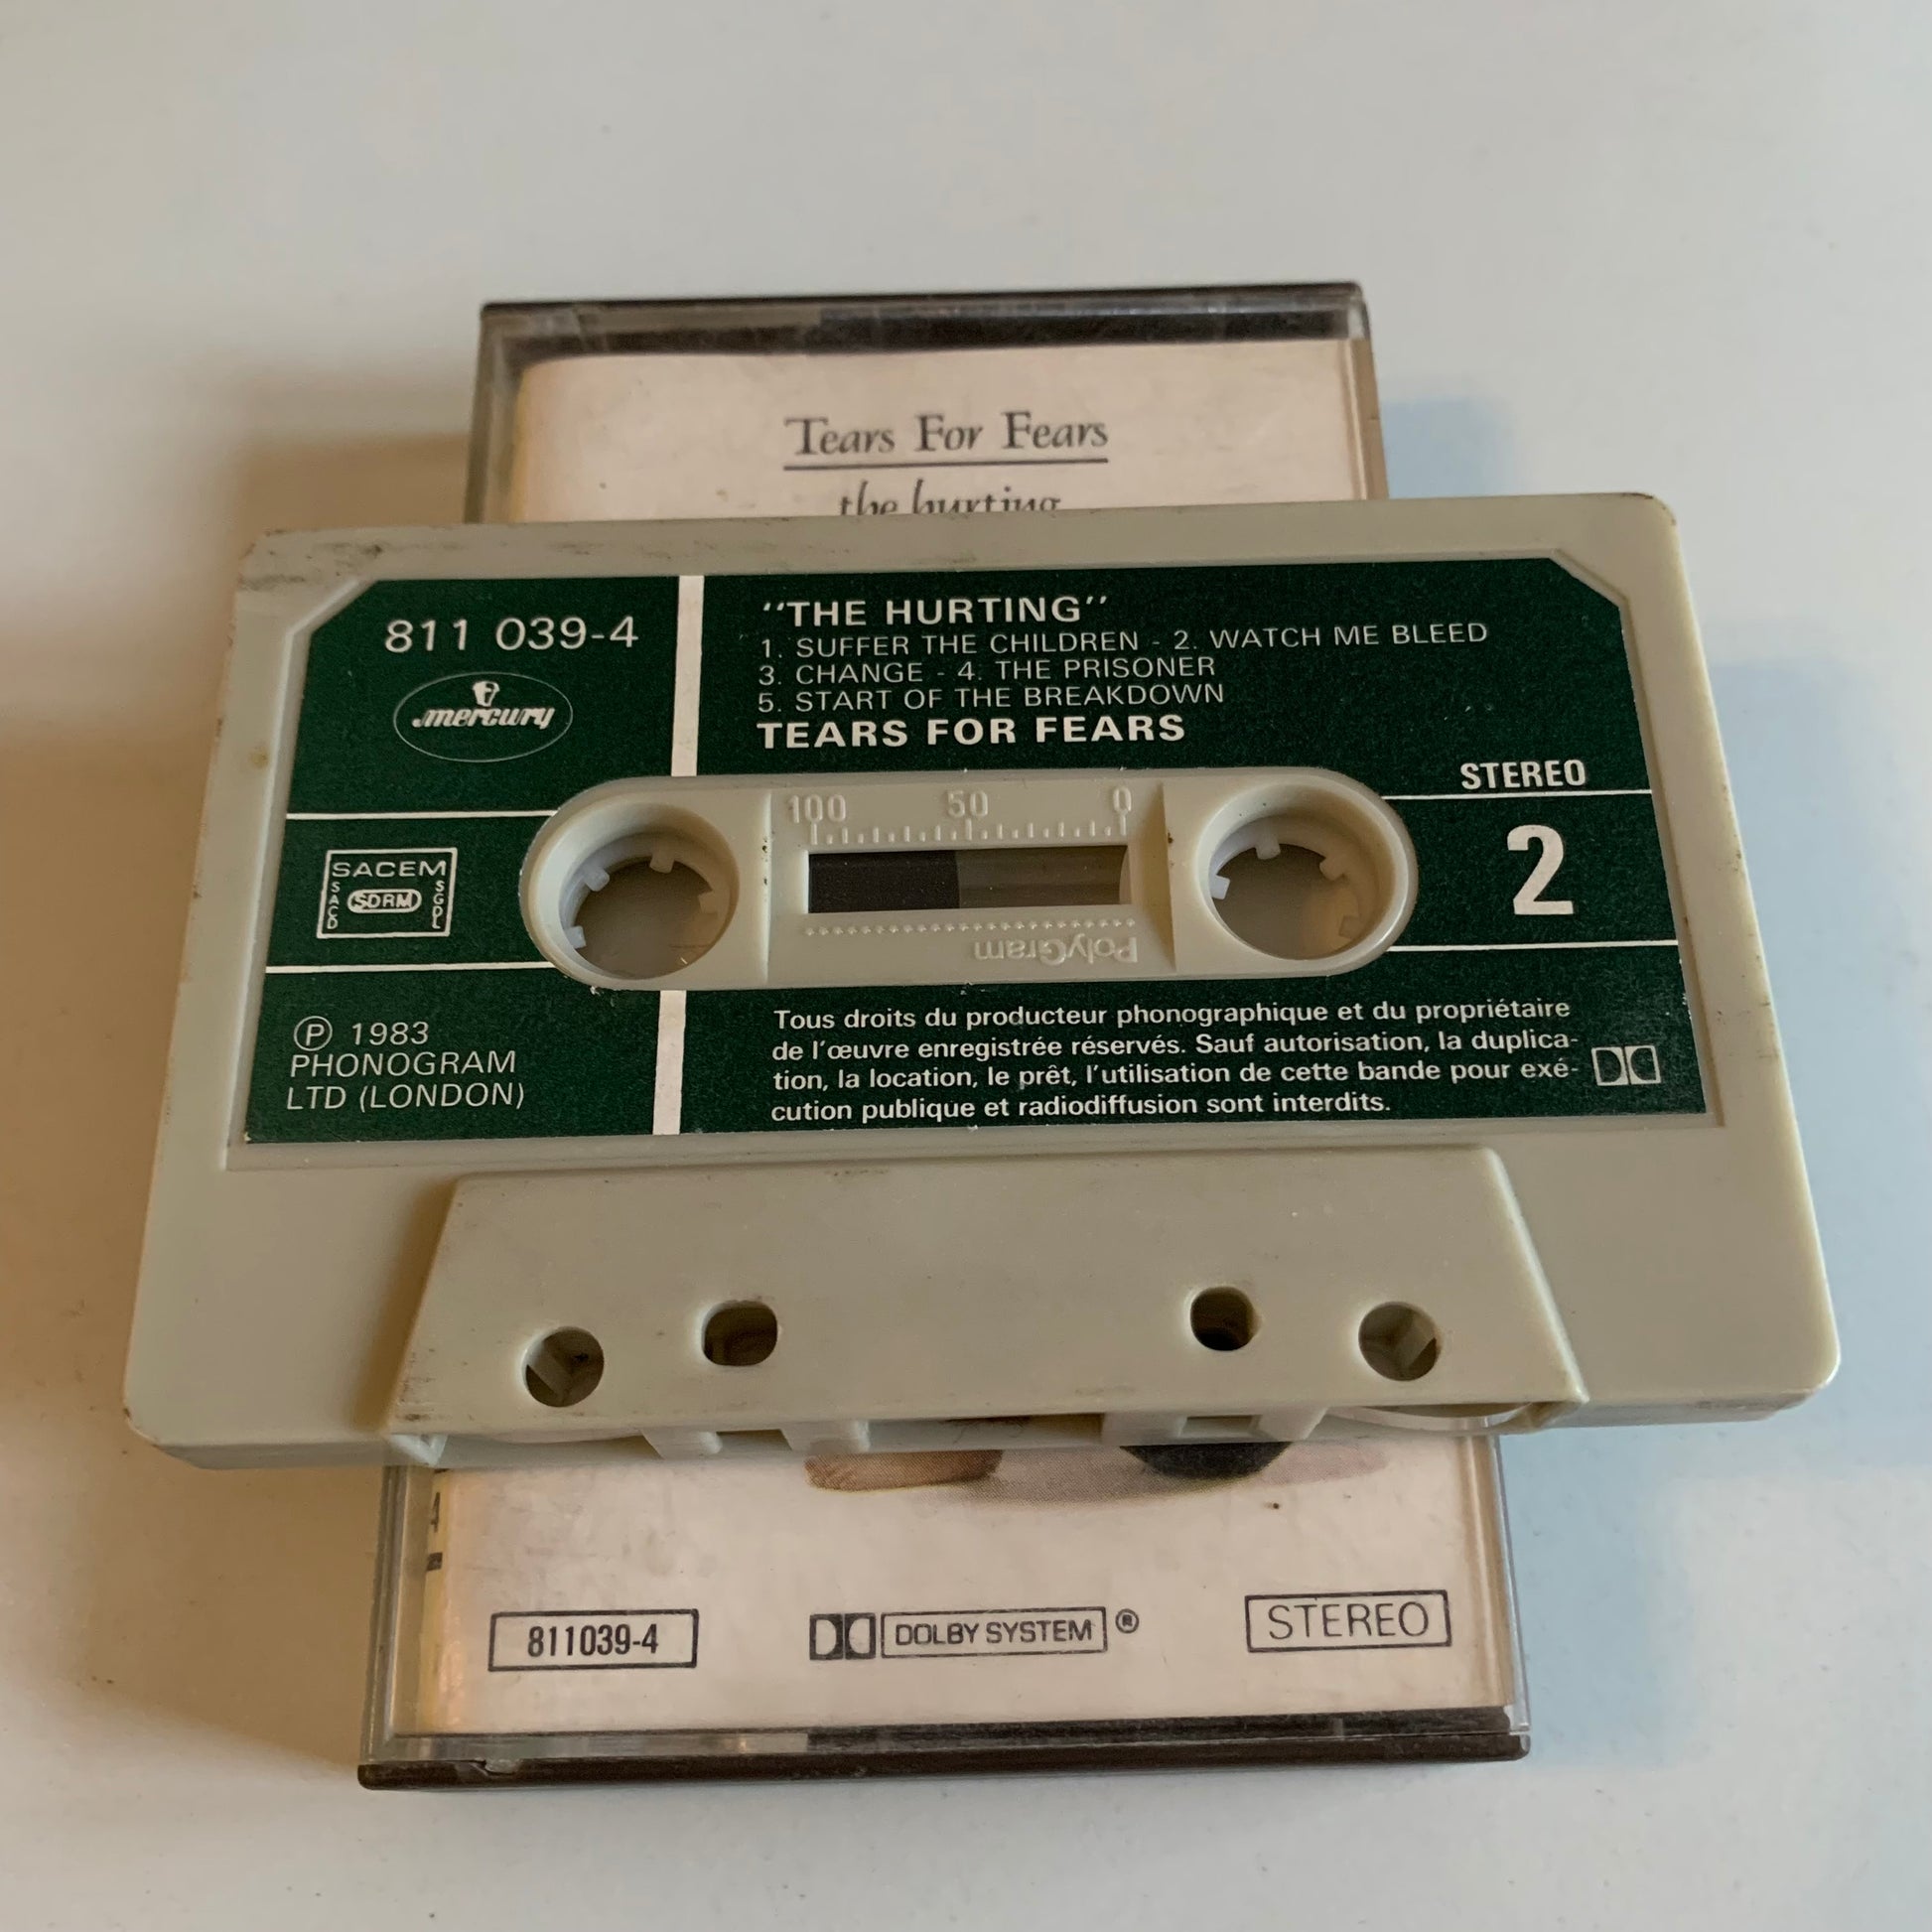 Tears For Fears
the hurting
811 039-4
mercury
"THE HURTING"
1. SUFFER THE CHILDREN - 2. WATCH ME BLEED
3. CHANGE - 4. THE PRISONER
5. START OF THE BREAKDOWN
TEARS FOR FEARS
STEREO
2
100 50 0
PolyGram
SACEM
SACD
SDRM
SGDL
Ⓟ 1983
PHONOGRAM
LTD (LONDON)
Tous droits du producteur phonographique et du propriétaire
de l'œuvre enregistrée réservés. Sauf autorisation, la duplica-
tion, la location, le prêt, l'utilisation de cette bande pour exé-
cution publique et radiodiffusion sont interdits.
811039-4
DOLBY SYSTEM ®
STEREO